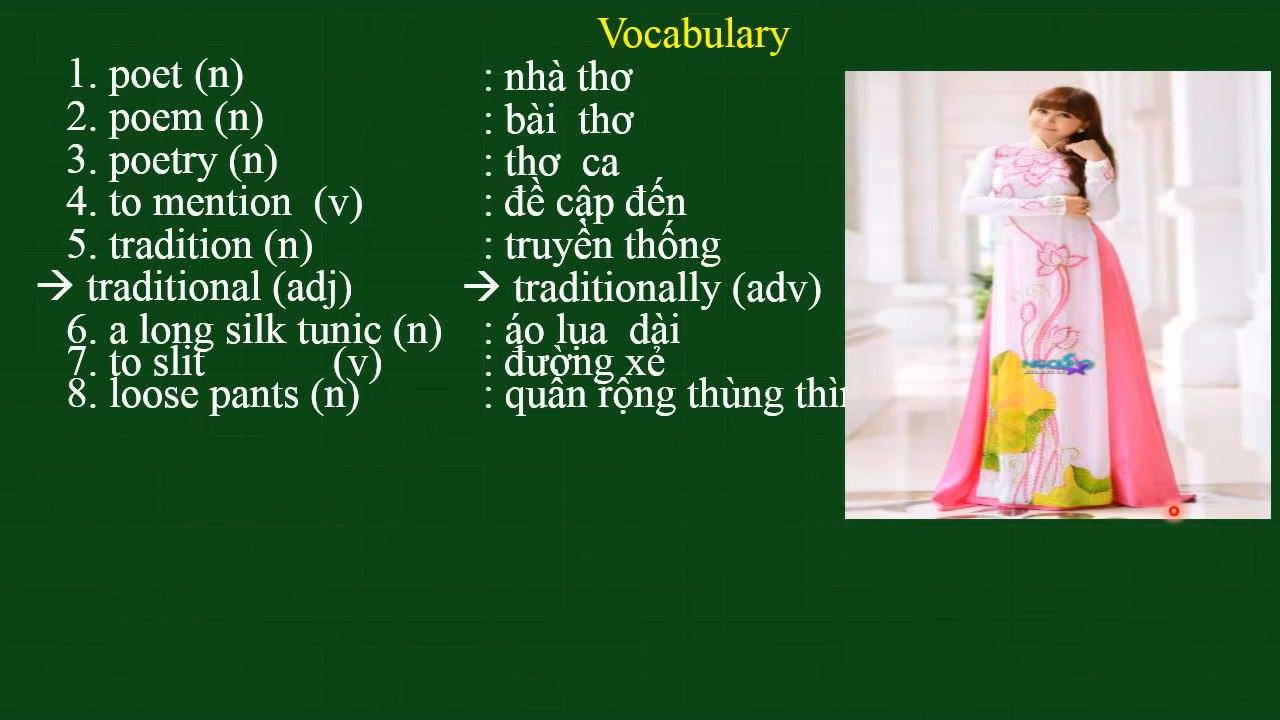 Vocabulary
1. poet (n) : nhà thơ
2. poem (n) : bài thơ
3. poetry (n) : thơ ca
4. to mention (v) : đề cập đến
5. tradition (n) : truyền thống
→ traditional (adj) → traditionally (adv)
6. a long silk tunic (n) : áo lụa dài
7. to slit (v) : đường xẻ
8. loose pants (n) : quần rộng thùng